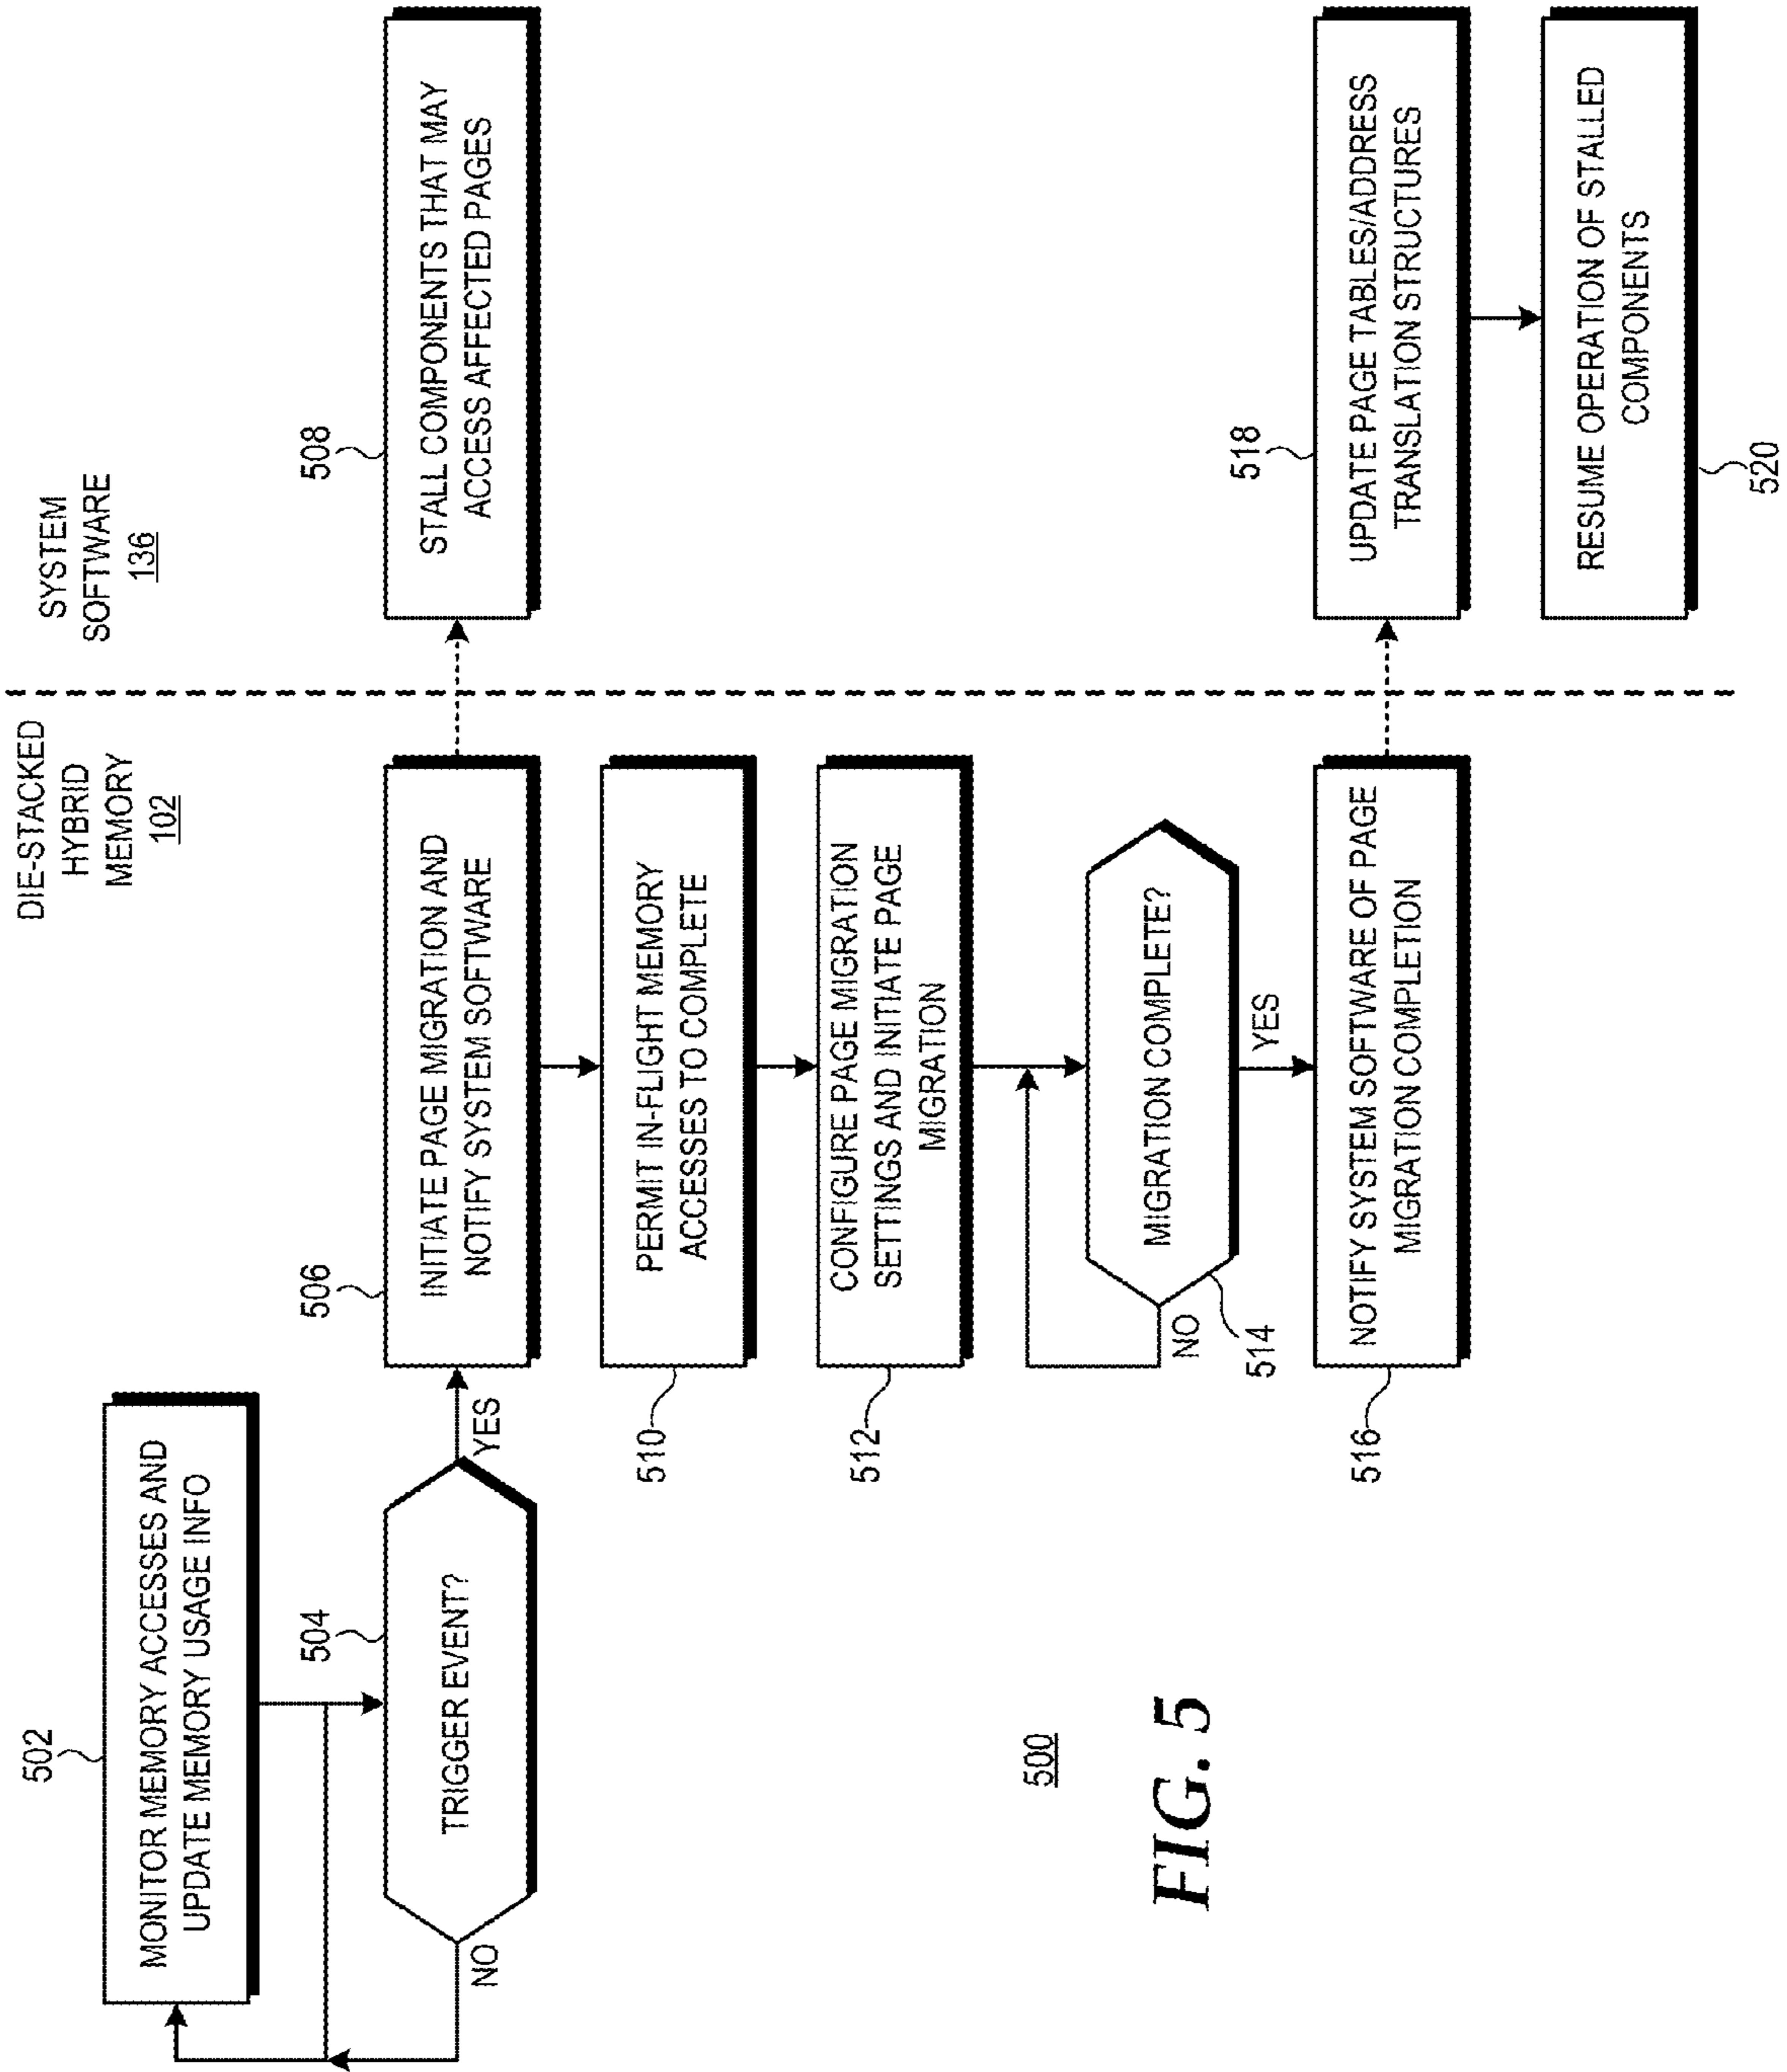 DIE-STACKED
HYBRID
MEMORY
102
SYSTEM
SOFTWARE
136
502
MONITOR MEMORY ACCESSES AND
UPDATE MEMORY USAGE INFO
504
TRIGGER EVENT?
NO
YES
506
INITIATE PAGE MIGRATION AND
NOTIFY SYSTEM SOFTWARE
508
STALL COMPONENTS THAT MAY
ACCESS AFFECTED PAGES
510
PERMIT IN-FLIGHT MEMORY
ACCESSES TO COMPLETE
512
CONFIGURE PAGE MIGRATION
SETTINGS AND INITIATE PAGE
MIGRATION
MIGRATION COMPLETE?
NO
514
YES
516
NOTIFY SYSTEM SOFTWARE OF PAGE
MIGRATION COMPLETION
518
UPDATE PAGE TABLES/ADDRESS
TRANSLATION STRUCTURES
RESUME OPERATION OF STALLED
COMPONENTS
520
500
FIG. 5